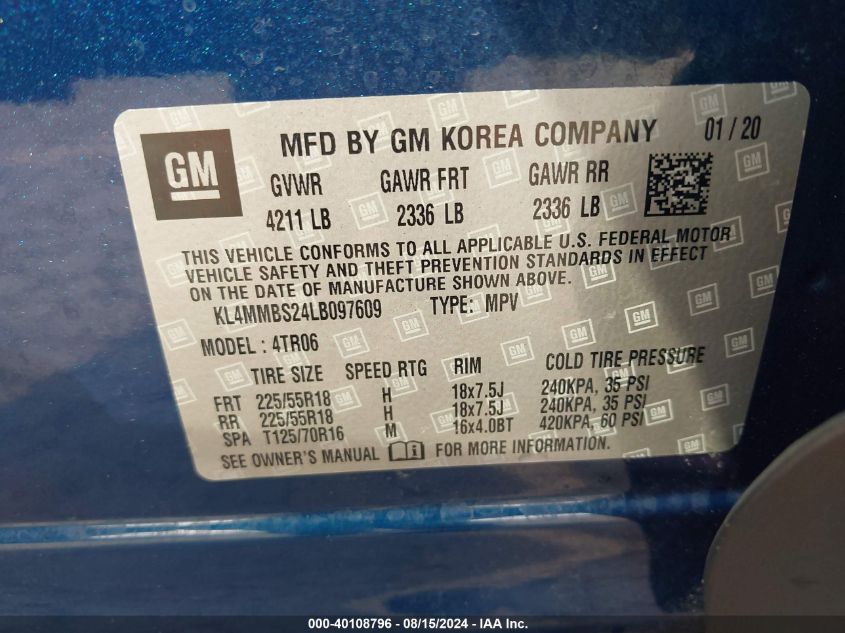 GM
MFD BY GM KOREA COMPANY 01 / 20
GVWR GAWR FRT GAWR RR
4211 LB 2336 LB 2336 LB
THIS VEHICLE CONFORMS TO ALL APPLICABLE U.S. FEDERAL MOTOR
VEHICLE SAFETY AND THEFT PREVENTION STANDARDS IN EFFECT
ON THE DATE OF MANUFACTURE SHOWN ABOVE.
KL4MMBS24LB097609 TYPE: MPV
MODEL : 4TR06
TIRE SIZE SPEED RTG RIM COLD TIRE PRESSURE
FRT 225/55R18 H 18x7.5J 240KPA, 35 PSI
RR 225/55R18 H 18x7.5J 240KPA, 35 PSI
SPA T125/70R16 M 16x4.0BT 420KPA, 60 PSI
SEE OWNER'S MANUAL FOR MORE INFORMATION.
000-40108796 - 08/15/2024 - IAA Inc.